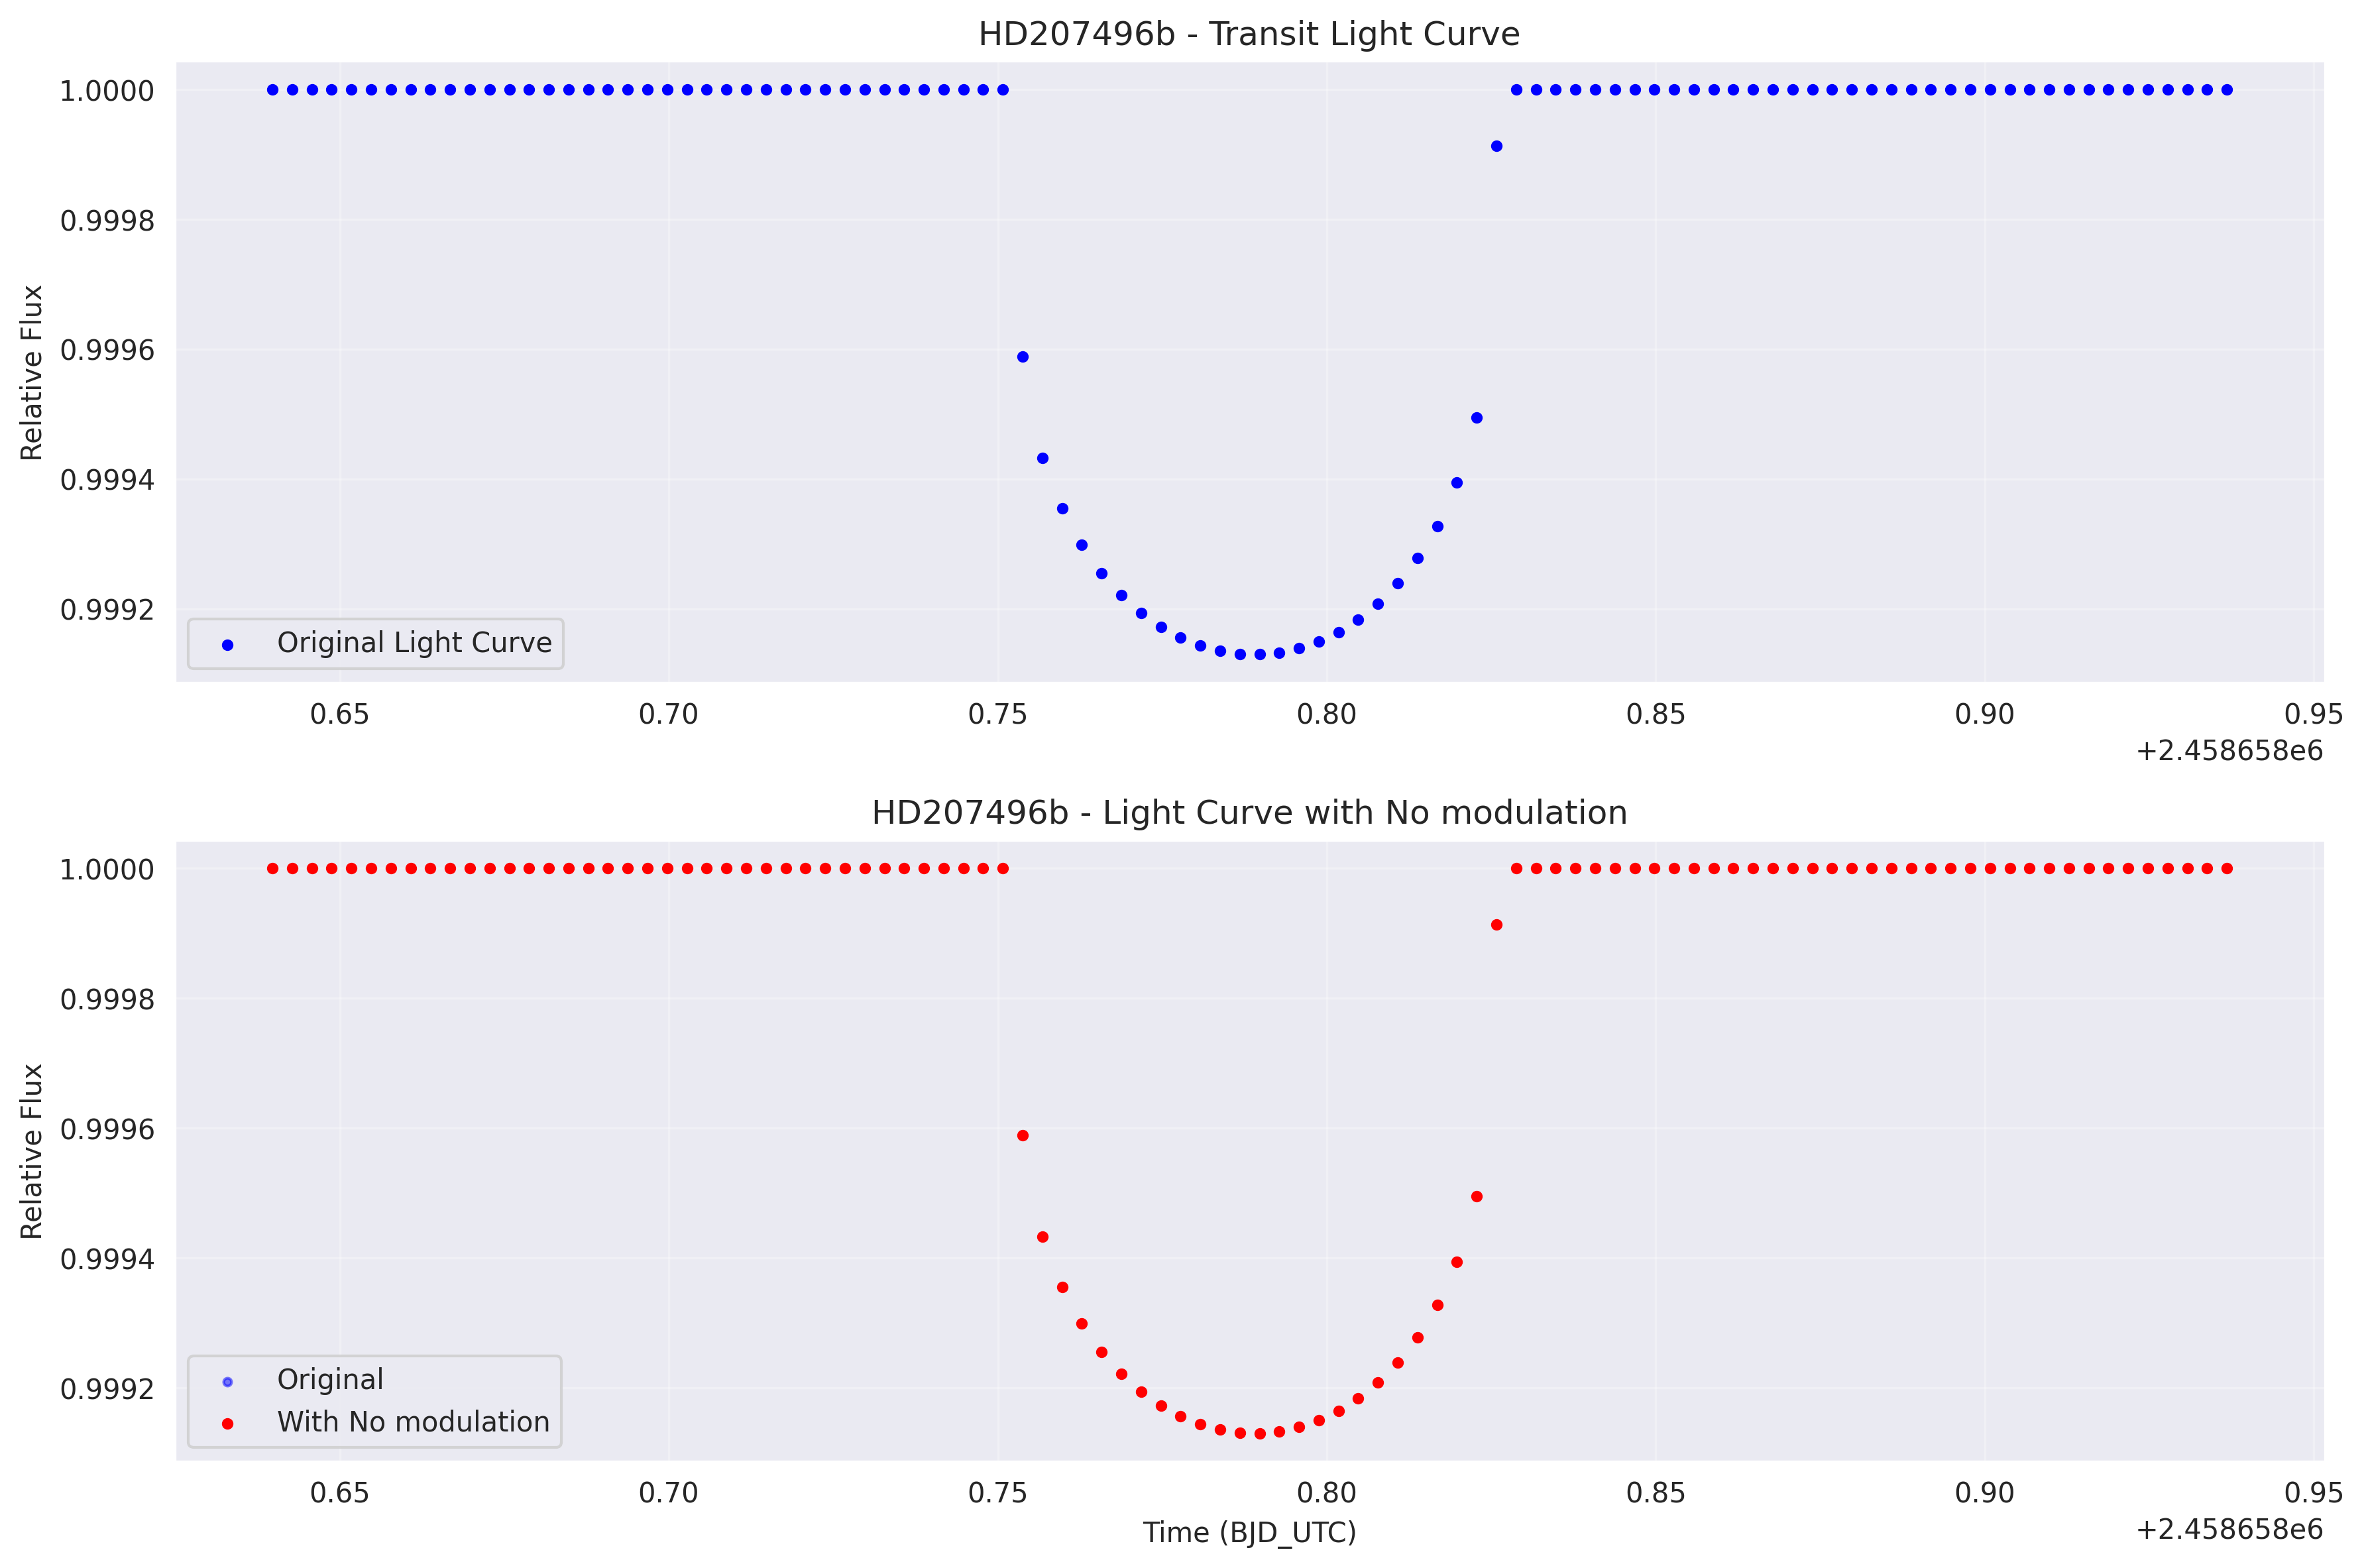 HD207496b - Transit Light Curve
Relative Flux
1.0000
0.9998
0.9996
0.9994
0.9992
Original Light Curve
0.65 0.70 0.75 0.80 0.85 0.90 0.95
+2.458658e6
HD207496b - Light Curve with No modulation
Relative Flux
1.0000
0.9998
0.9996
0.9994
0.9992
Original
With No modulation
0.65 0.70 0.75 0.80 0.85 0.90 0.95
Time (BJD_UTC)
+2.458658e6